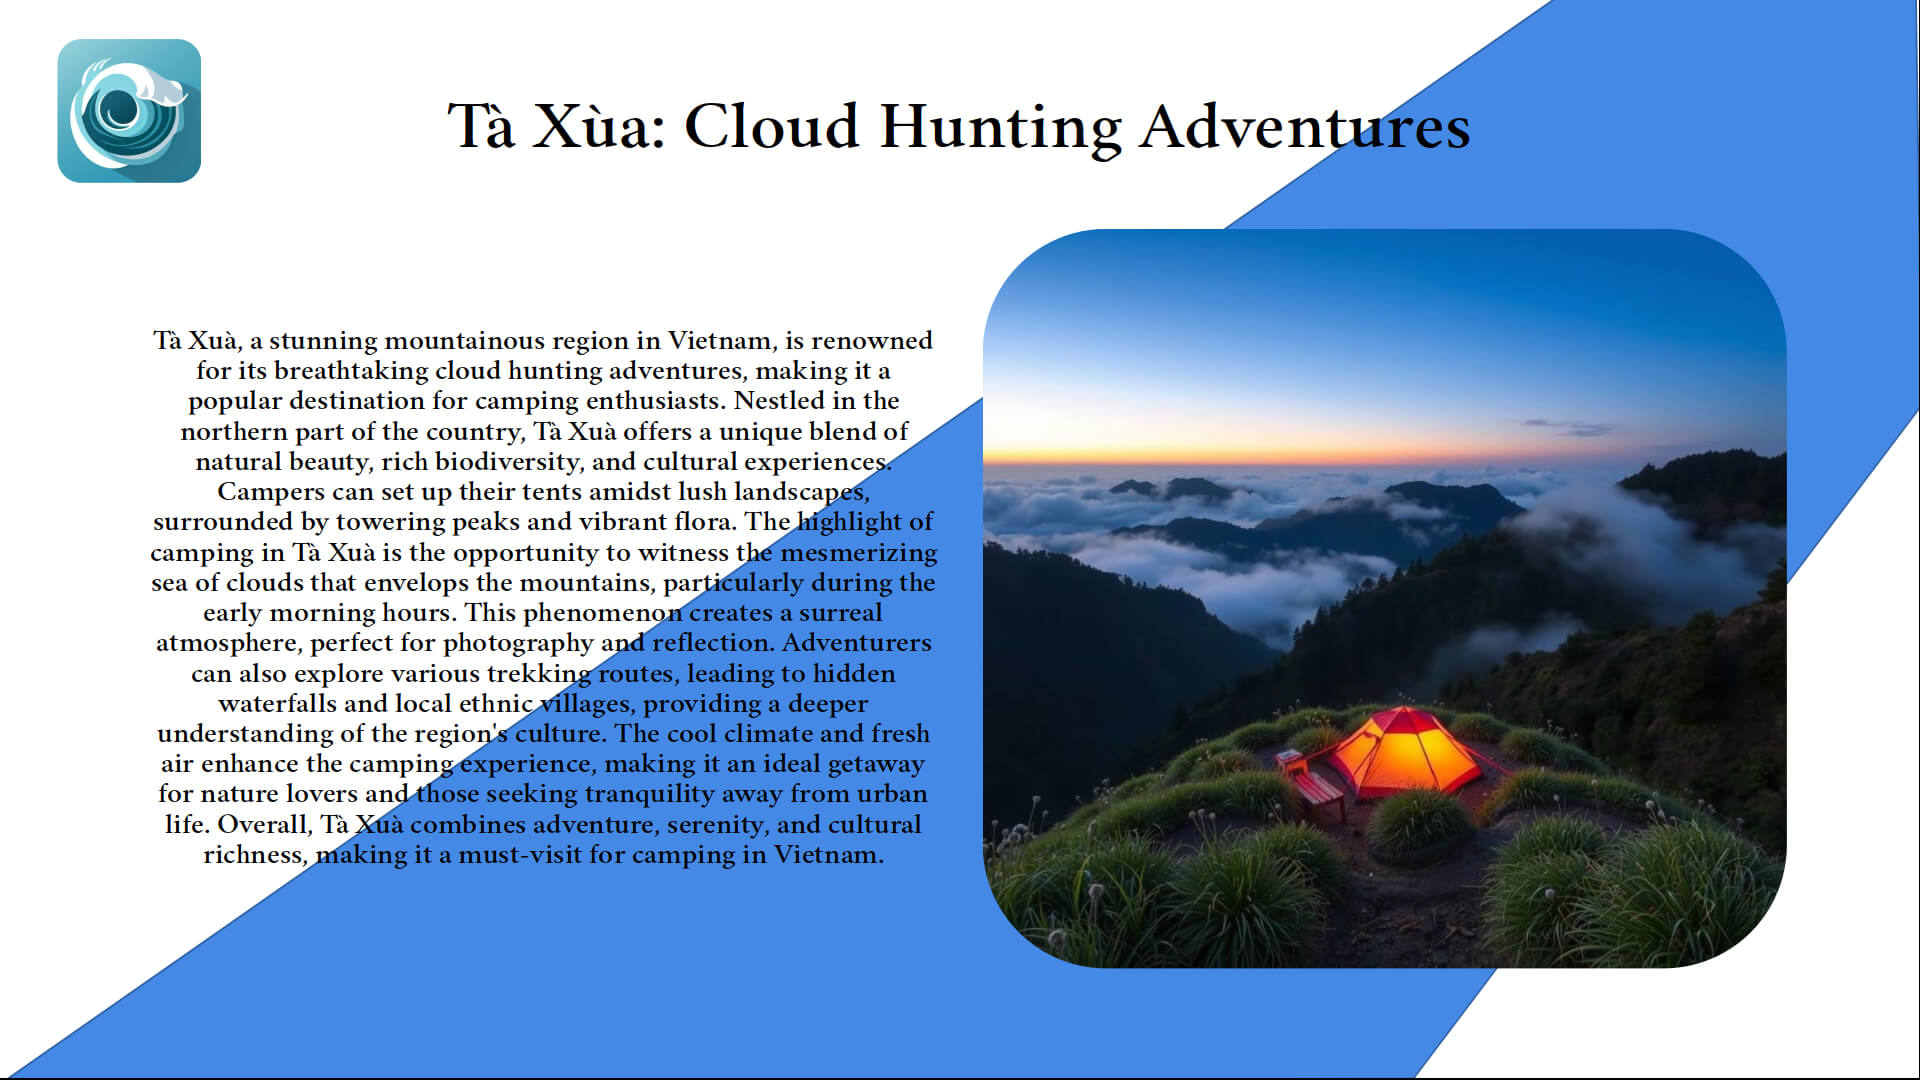 Tà Xùa: Cloud Hunting Adventures
Tà Xuà, a stunning mountainous region in Vietnam, is renowned
for its breathtaking cloud hunting adventures, making it a
popular destination for camping enthusiasts. Nestled in the
northern part of the country, Tà Xuà offers a unique blend of
natural beauty, rich biodiversity, and cultural experiences.
Campers can set up their tents amidst lush landscapes,
surrounded by towering peaks and vibrant flora. The highlight of
camping in Tà Xuà is the opportunity to witness the mesmerizing
sea of clouds that envelops the mountains, particularly during the
early morning hours. This phenomenon creates a surreal
atmosphere, perfect for photography and reflection. Adventurers
can also explore various trekking routes, leading to hidden
waterfalls and local ethnic villages, providing a deeper
understanding of the region's culture. The cool climate and fresh
air enhance the camping experience, making it an ideal getaway
for nature lovers and those seeking tranquility away from urban
life. Overall, Tà Xuà combines adventure, serenity, and cultural
richness, making it a must-visit for camping in Vietnam.